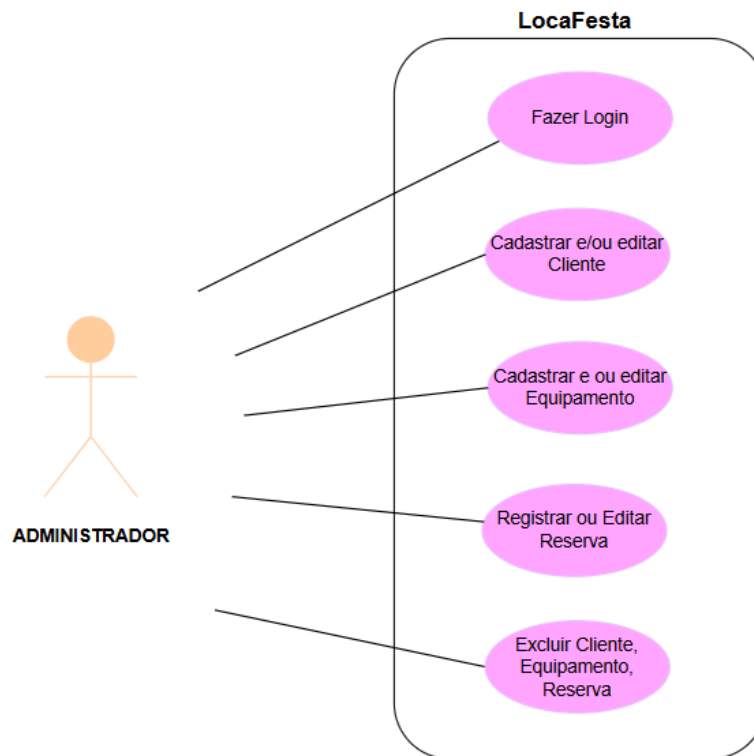 LocaFesta
Fazer Login
Cadastrar e/ou editar
Cliente
Cadastrar e ou editar
Equipamento
ADMINISTRADOR
Registrar ou Editar
Reserva
Excluir Cliente,
Equipamento,
Reserva